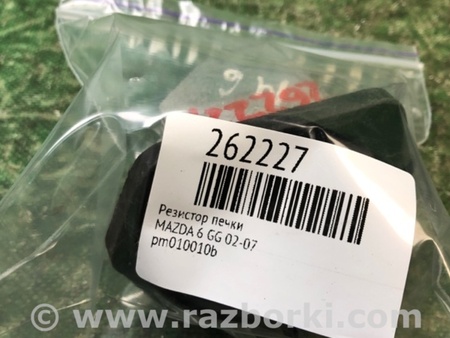 262227
Резистор печки
MAZDA 6 GG 02-07
pm010010b
© www.razborki.com